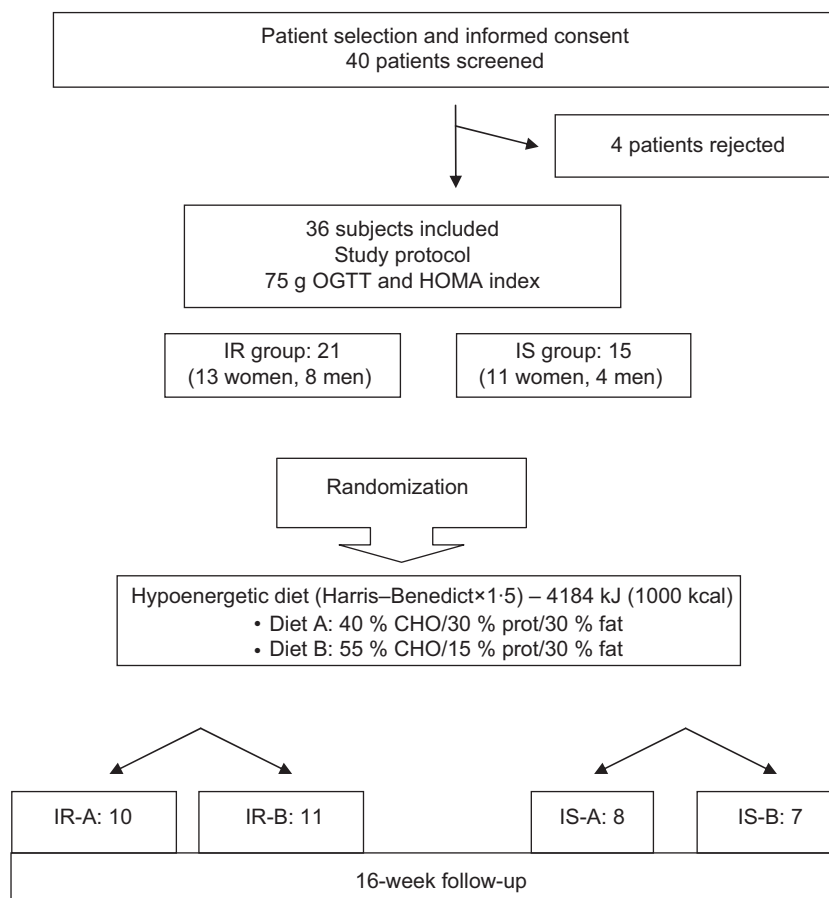 Patient selection and informed consent
40 patients screened
4 patients rejected
36 subjects included
Study protocol
75 g OGTT and HOMA index
IR group: 21
(13 women, 8 men)
IS group: 15
(11 women, 4 men)
Randomization
Hypoenergetic diet (Harris–Benedict×1·5) – 4184 kJ (1000 kcal)
• Diet A: 40 % CHO/30 % prot/30 % fat
• Diet B: 55 % CHO/15 % prot/30 % fat
IR-A: 10
IR-B: 11
IS-A: 8
IS-B: 7
16-week follow-up